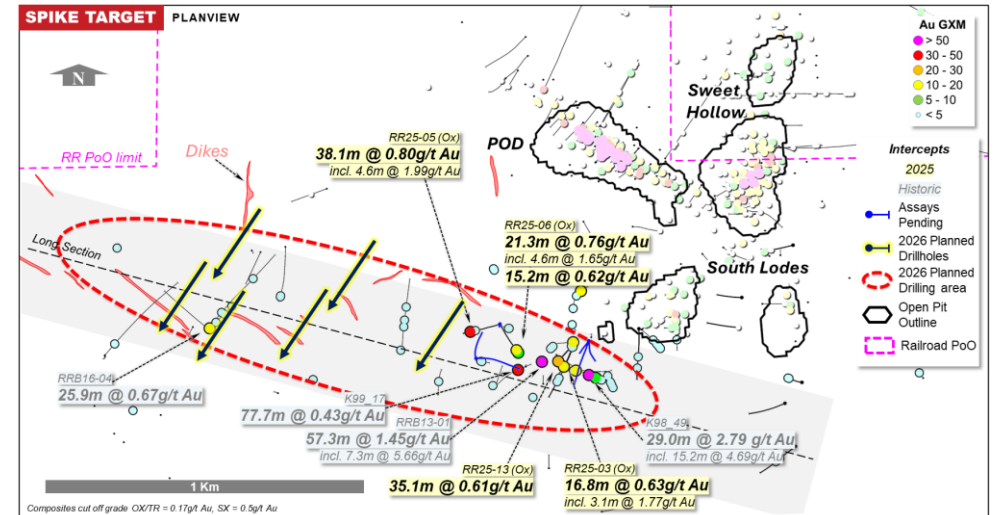 SPIKE TARGET PLANVIEW
N
RR PoO limit
Dikes
Long Section
RR25-05 (Ox)
38.1m @ 0.80g/t Au
incl. 4.6m @ 1.99g/t Au
POD
Sweet
Hollow
South Lodes
RR25-06 (Ox)
21.3m @ 0.76g/t Au
incl. 4.6m @ 1.65g/t Au
15.2m @ 0.62g/t Au
RRB16-04
25.9m @ 0.67g/t Au
K99_17
77.7m @ 0.43g/t Au
RRB13-01
57.3m @ 1.45g/t Au
incl. 7.3m @ 5.66g/t Au
K98_49
29.0m @ 2.79 g/t Au
incl. 15.2m @ 4.69g/t Au
RR25-13 (Ox)
35.1m @ 0.61g/t Au
RR25-03 (Ox)
16.8m @ 0.63g/t Au
incl. 3.1m @ 1.77g/t Au
1 Km
Composites cut off grade OX/TR = 0.17g/t Au, SX = 0.5g/t Au
Au GXM
> 50
30 - 50
20 - 30
10 - 20
5 - 10
< 5
Intercepts
2025
Historic
Assays
Pending
2026 Planned
Drillholes
2026 Planned
Drilling area
Open Pit
Outline
Railroad PoO